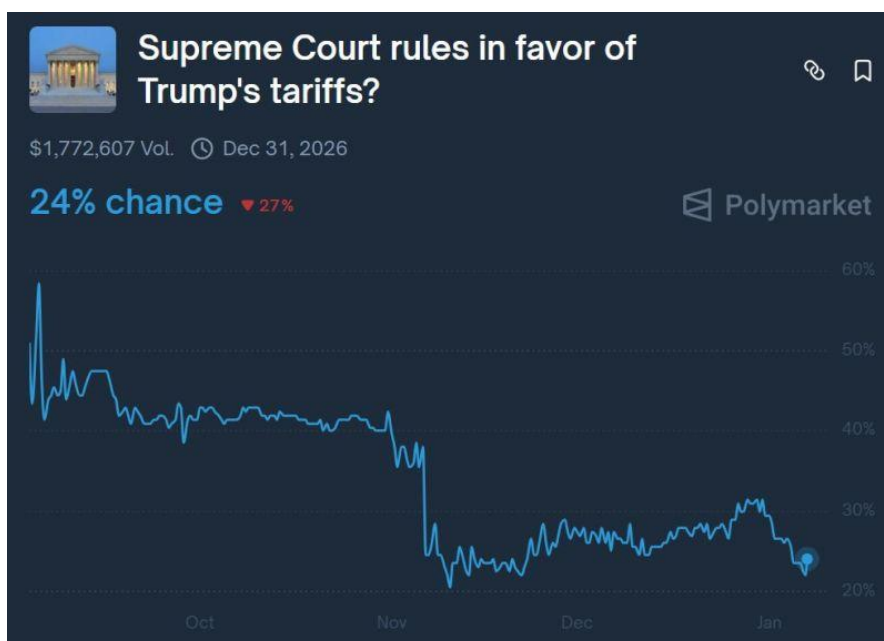 Supreme Court rules in favor of
Trump's tariffs?
$1,772,607 Vol. Dec 31, 2026
24% chance ▼ 27%
Polymarket
60%
50%
40%
30%
20%
Oct Nov Dec Jan